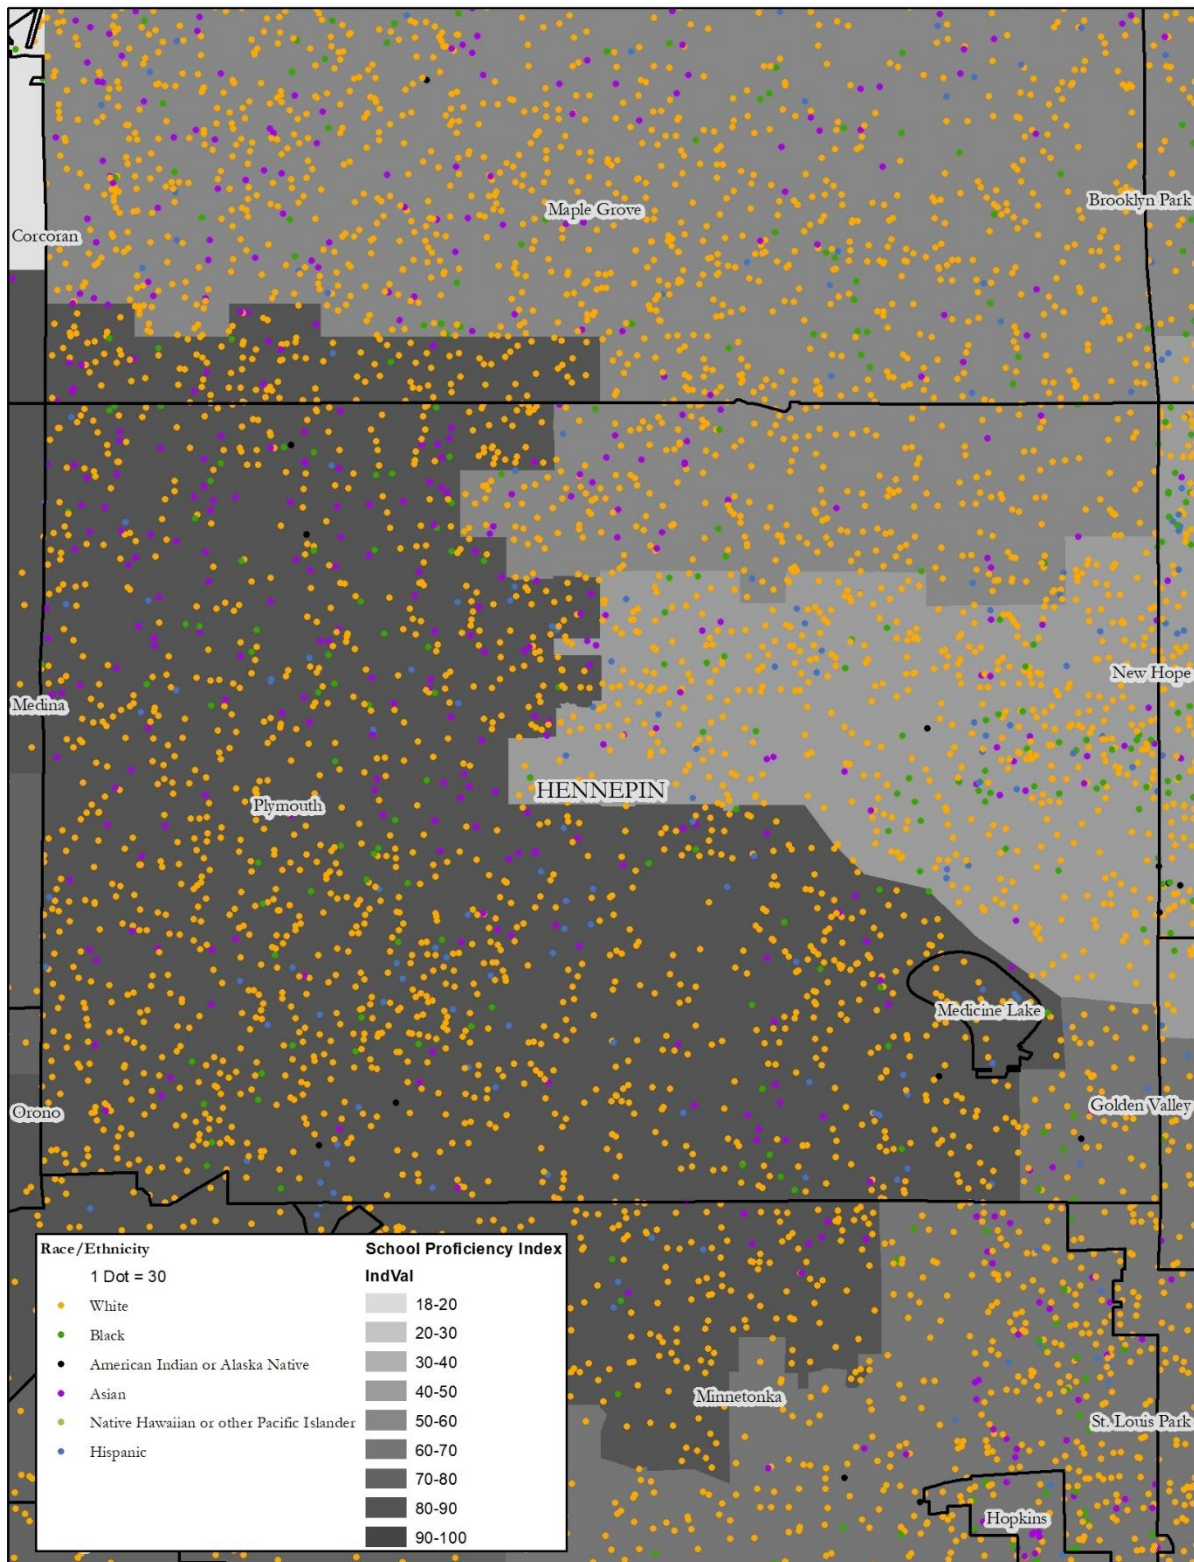 Maple Grove
Brooklyn Park
Corcoran
New Hope
Medina
HENNEPIN
Plymouth
Medicine Lake
Orono
Golden Valley
Minnetonka
St. Louis Park
Hopkins
Race/Ethnicity
1 Dot = 30
White
Black
American Indian or Alaska Native
Asian
Native Hawaiian or other Pacific Islander
Hispanic
School Proficiency Index
IndVal
18-20
20-30
30-40
40-50
50-60
60-70
70-80
80-90
90-100